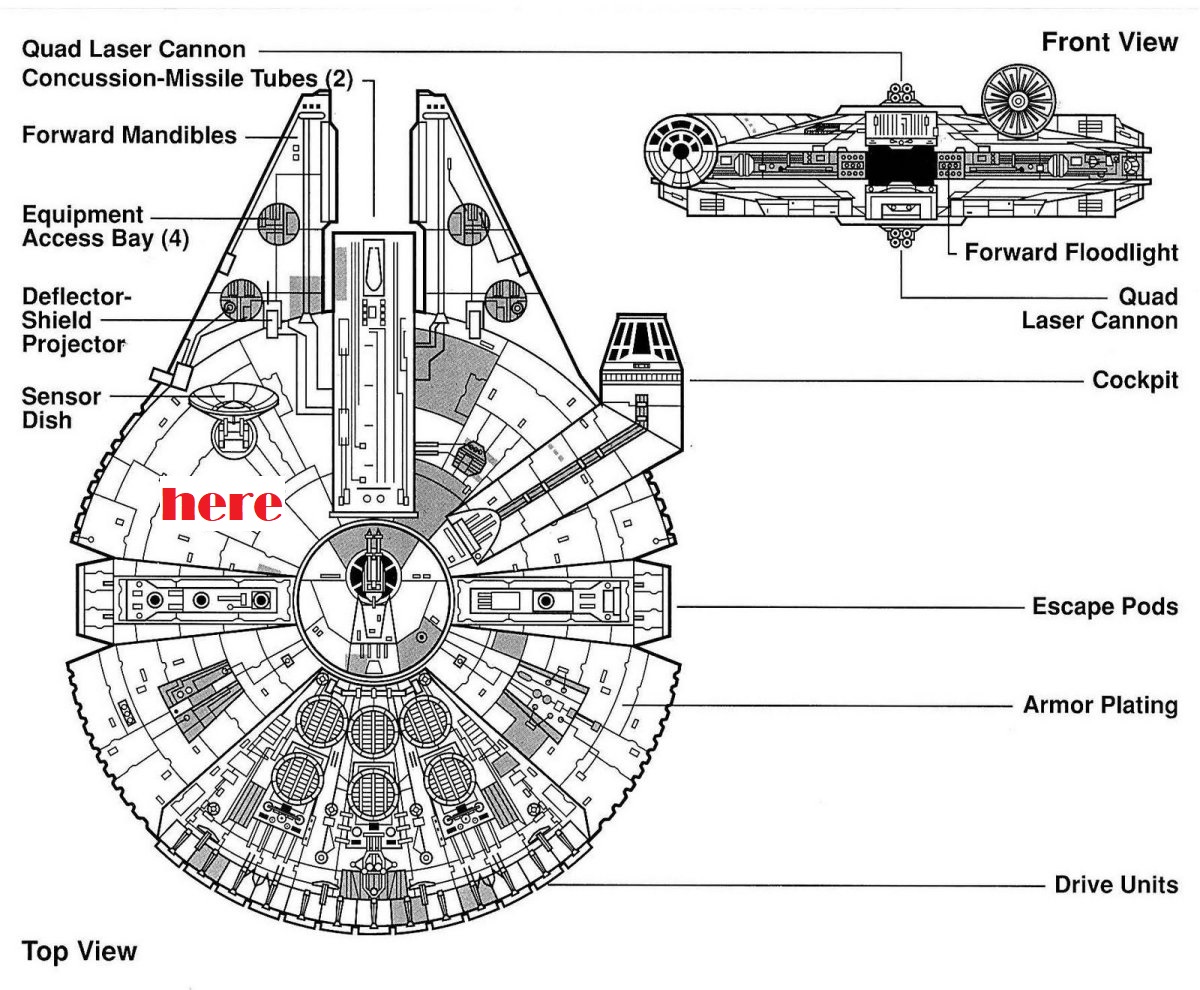 Quad Laser Cannon
Concussion-Missile Tubes (2)
Forward Mandibles
Equipment
Access Bay (4)
Deflector-
Shield
Projector
Sensor
Dish
here
Top View
Front View
Forward Floodlight
Quad
Laser Cannon
Cockpit
Escape Pods
Armor Plating
Drive Units